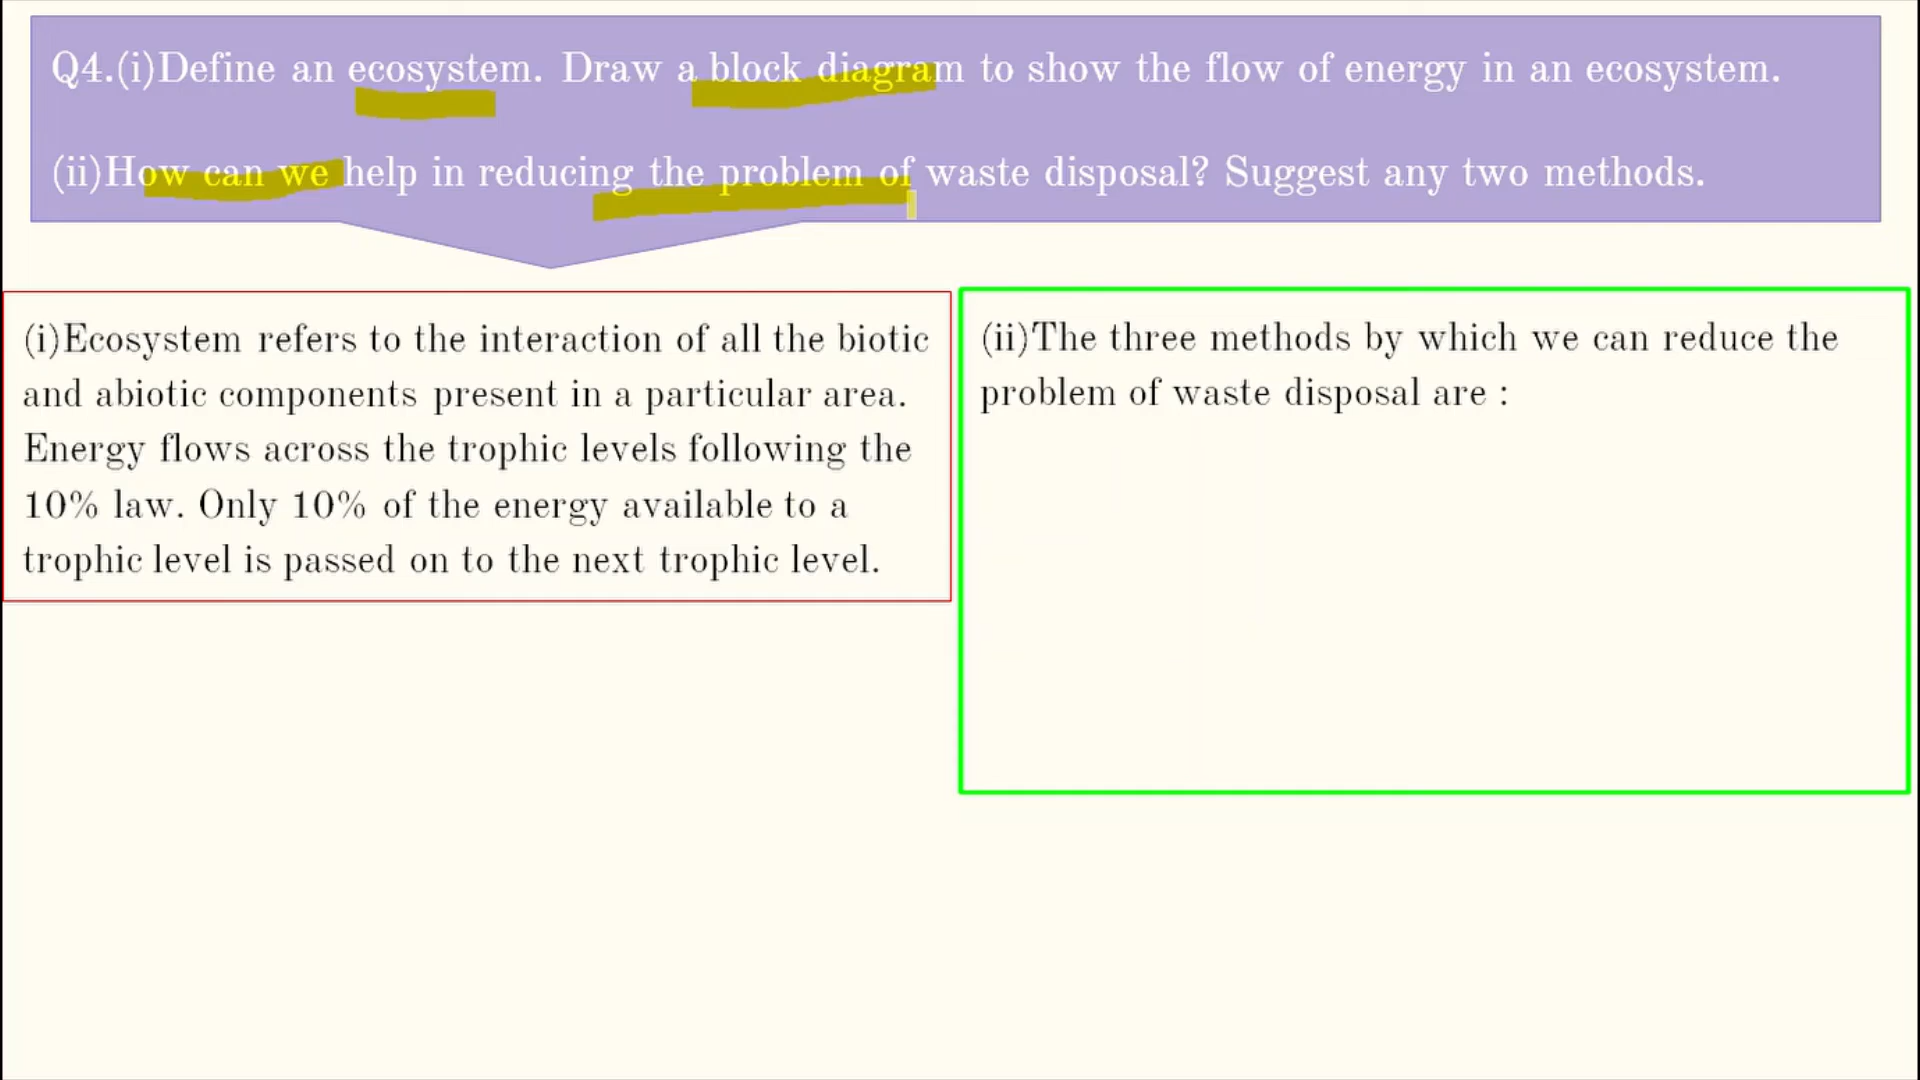 Q4.(i)Define an ecosystem. Draw a block diagram to show the flow of energy in an ecosystem.
(ii)How can we help in reducing the problem of waste disposal? Suggest any two methods.
(i)Ecosystem refers to the interaction of all the biotic
and abiotic components present in a particular area.
Energy flows across the trophic levels following the
10% law. Only 10% of the energy available to a
trophic level is passed on to the next trophic level.
(ii)The three methods by which we can reduce the
problem of waste disposal are :